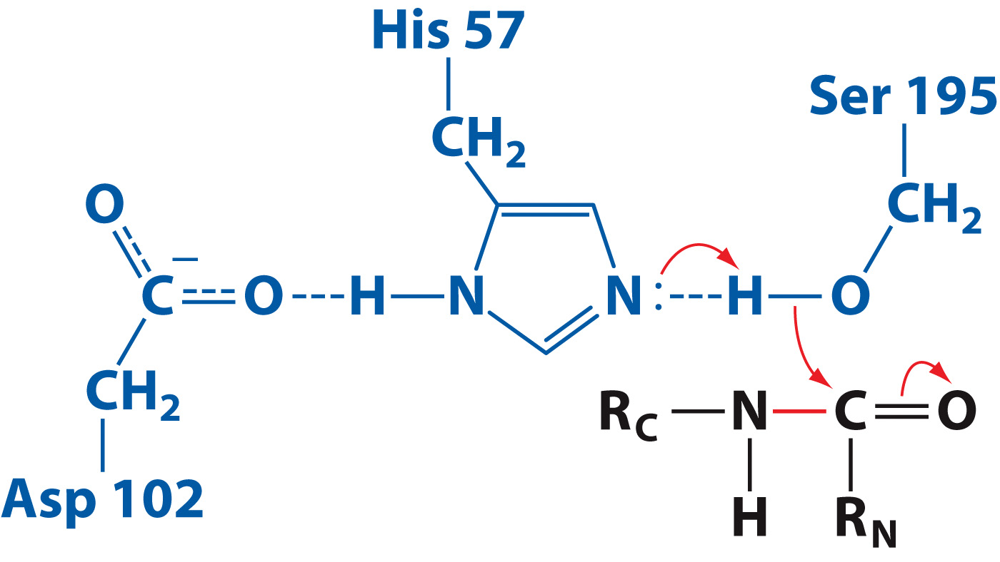 His 57
Ser 195
CH2
CH2
O
C–
O
H
N
N:
H
O
CH2
RC
N
C
O
Asp 102
H
RN